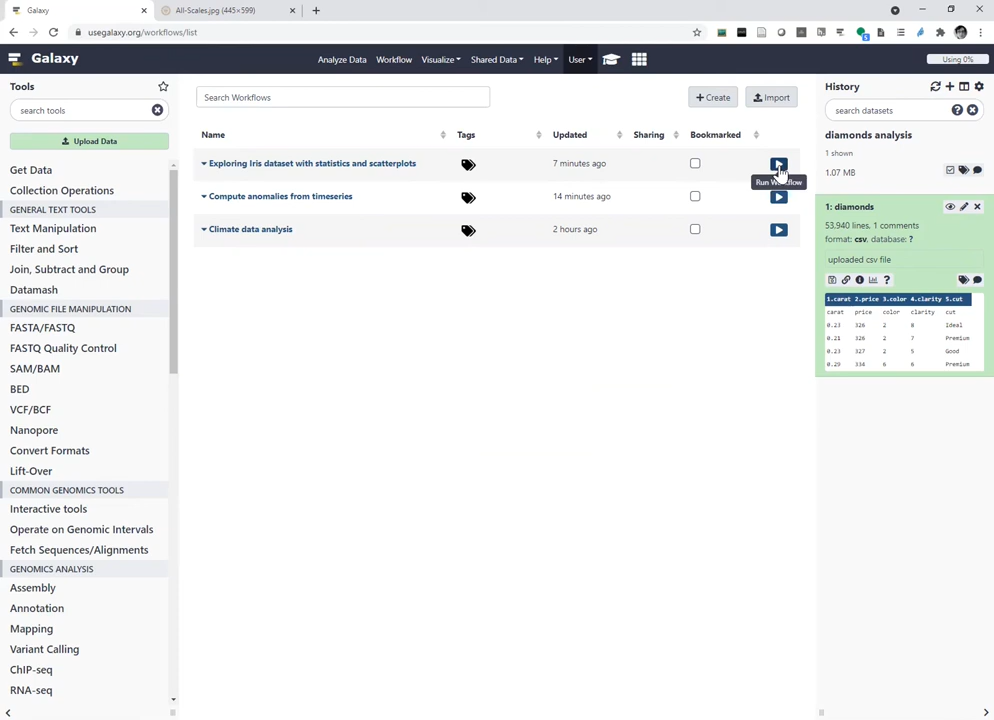 Galaxy
All-Scales.jpg (445×599)
usegalaxy.org/workflows/list
Galaxy
Analyze Data
Workflow
Visualize
Shared Data
Help
User
Using 0%
Tools
search tools
Upload Data
Get Data
Collection Operations
GENERAL TEXT TOOLS
Text Manipulation
Filter and Sort
Join, Subtract and Group
Datamash
GENOMIC FILE MANIPULATION
FASTA/FASTQ
FASTQ Quality Control
SAM/BAM
BED
VCF/BCF
Nanopore
Convert Formats
Lift-Over
COMMON GENOMICS TOOLS
Interactive tools
Operate on Genomic Intervals
Fetch Sequences/Alignments
GENOMICS ANALYSIS
Assembly
Annotation
Mapping
Variant Calling
ChIP-seq
RNA-seq
Search Workflows
+ Create
Import
Name Tags Updated Sharing Bookmarked
Exploring Iris dataset with statistics and scatterplots 7 minutes ago
Run Workflow
Compute anomalies from timeseries 14 minutes ago
Climate data analysis 2 hours ago
History
search datasets
diamonds analysis
1 shown
1.07 MB
1: diamonds
53,940 lines, 1 comments
format: csv, database: ?
uploaded csv file
1.carat 2.price 3.color 4.clarity 5.cut
carat price color clarity cut
0.23 326 2 8 Ideal
0.21 326 2 7 Premium
0.23 327 2 5 Good
0.29 334 6 6 Premium